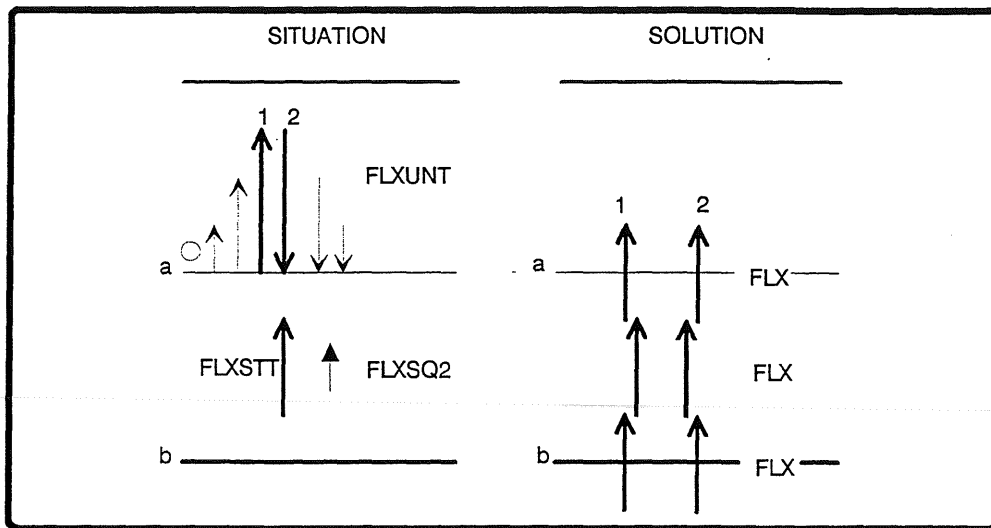 SITUATION SOLUTION
1 2
FLXUNT
1 2
a a FLX
FLXSTT FLXSQ2 FLX
b b FLX